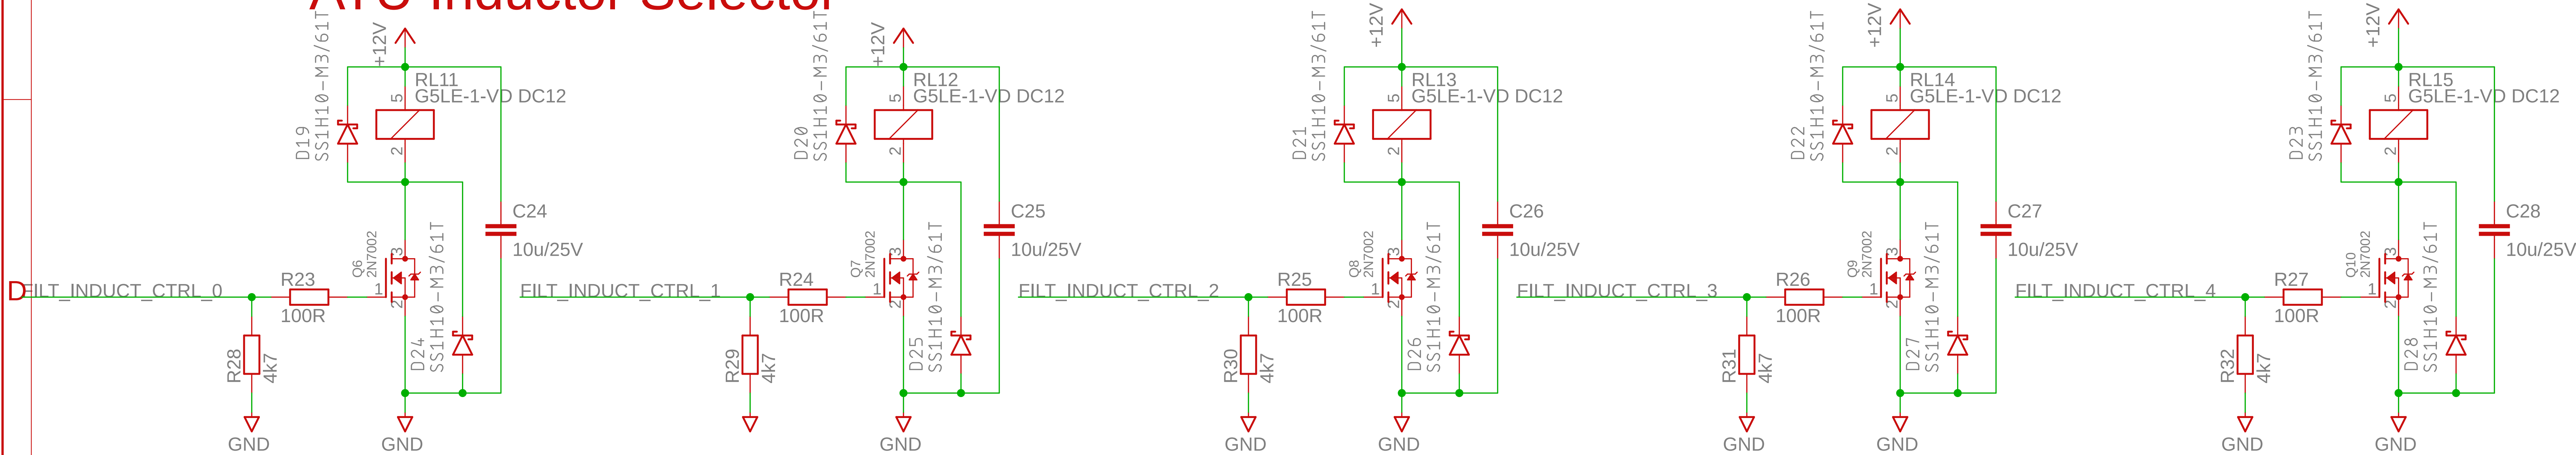 ATU Inductor Selector
+12V
RL11
G5LE-1-VD DC12
5
2
D19
SS1H10-M3/61T
C24
10u/25V
Q6
2N7002
3
1
2
D24
SS1H10-M3/61T
D
FILT_INDUCT_CTRL_0
R23
100R
R28
4k7
GND
GND
+12V
RL12
G5LE-1-VD DC12
5
2
D20
SS1H10-M3/61T
C25
10u/25V
Q7
2N7002
3
1
2
D25
SS1H10-M3/61T
FILT_INDUCT_CTRL_1
R24
100R
R29
4k7
GND
+12V
RL13
G5LE-1-VD DC12
5
2
D21
SS1H10-M3/61T
C26
10u/25V
Q8
2N7002
3
1
2
D26
SS1H10-M3/61T
FILT_INDUCT_CTRL_2
R25
100R
R30
4k7
GND
GND
+12V
RL14
G5LE-1-VD DC12
5
2
D22
SS1H10-M3/61T
C27
10u/25V
Q9
2N7002
3
1
2
D27
SS1H10-M3/61T
FILT_INDUCT_CTRL_3
R26
100R
R31
4k7
GND
GND
+12V
RL15
G5LE-1-VD DC12
5
2
D23
SS1H10-M3/61T
C28
10u/25V
Q10
2N7002
3
1
2
D28
SS1H10-M3/61T
FILT_INDUCT_CTRL_4
R27
100R
R32
4k7
GND
GND